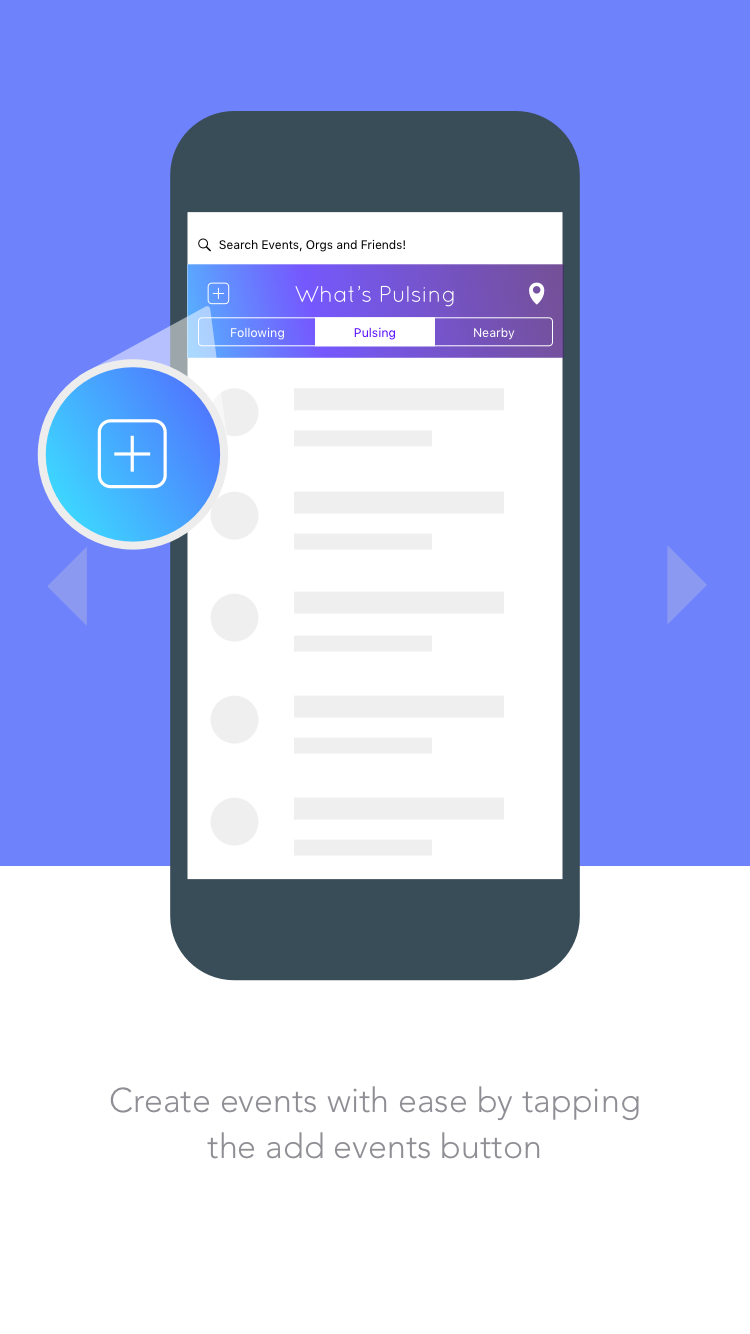 Search Events, Orgs and Friends!
What's Pulsing
Following Pulsing Nearby
Create events with ease by tapping
the add events button